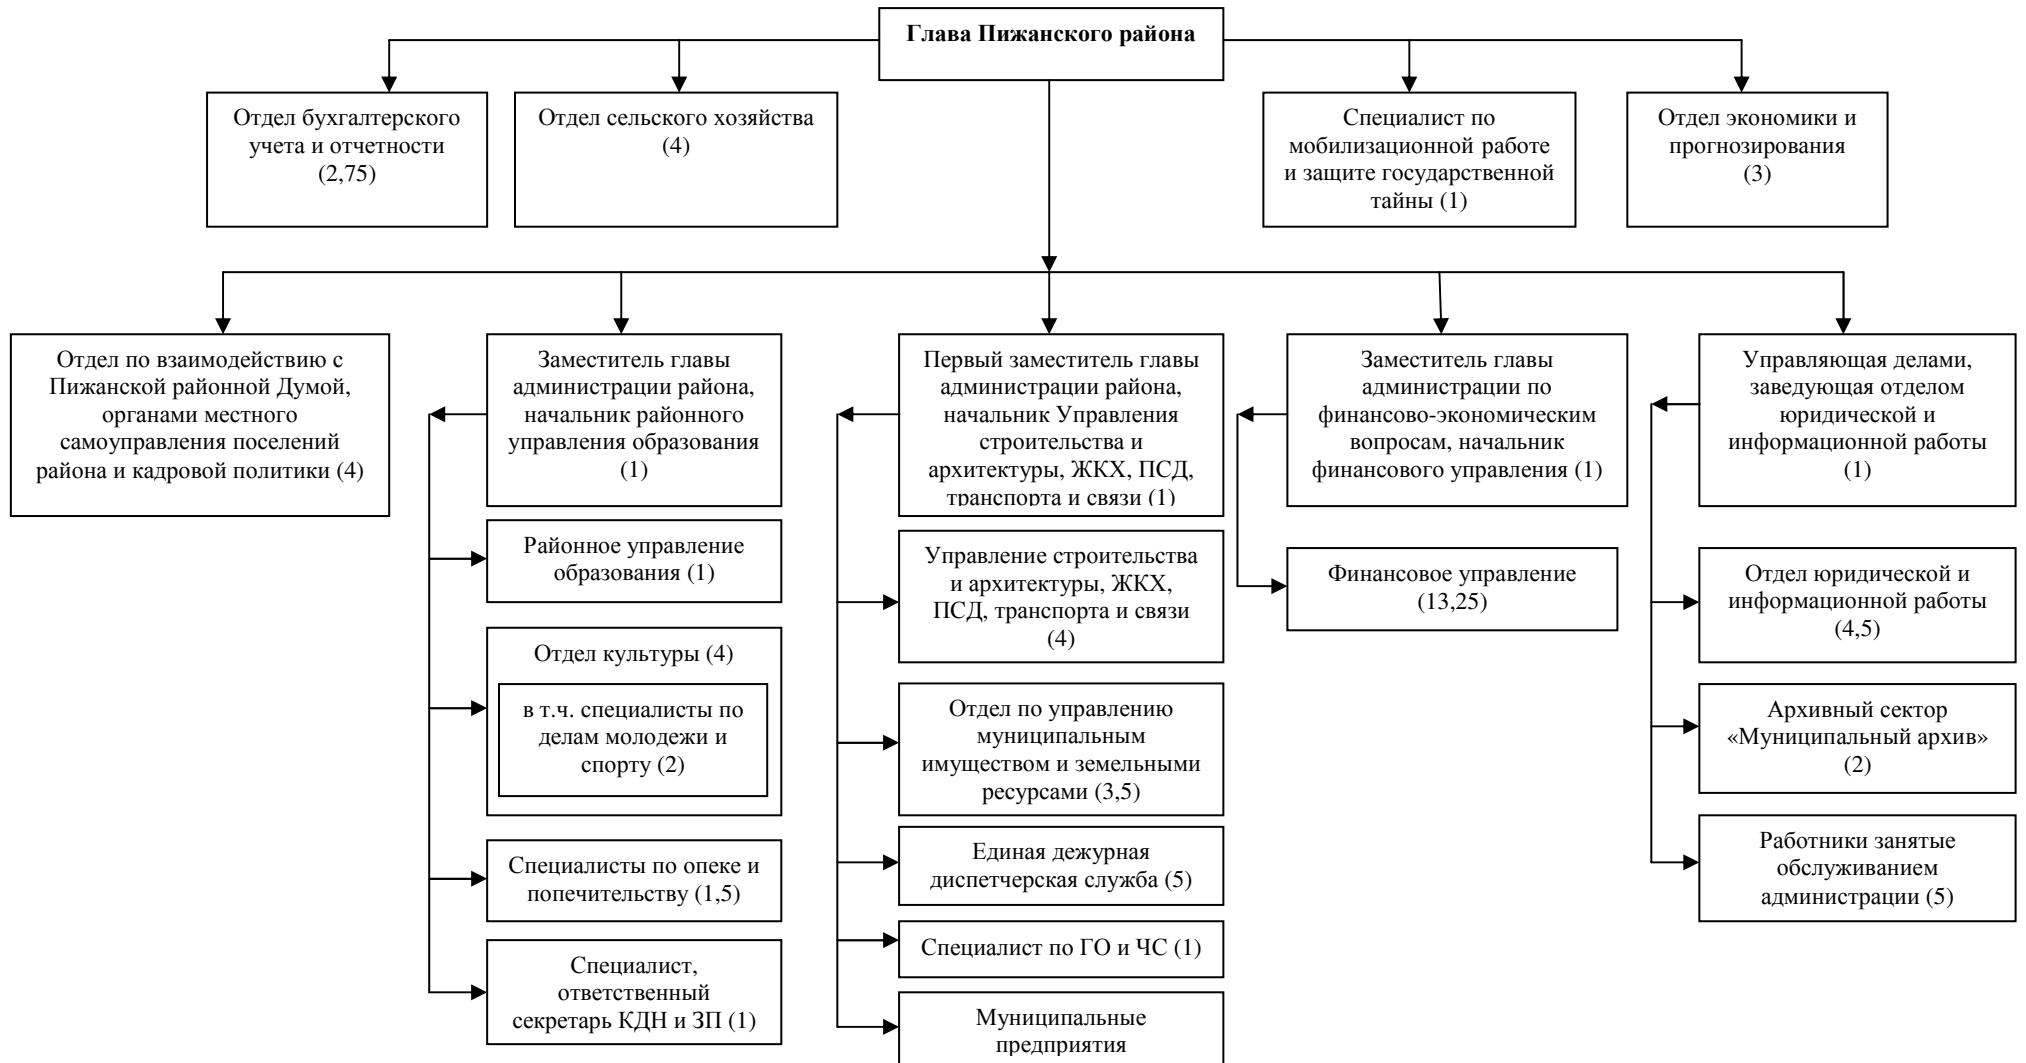 Глава Пижанского района
Отдел бухгалтерского
учета и отчетности
(2,75)
Отдел сельского хозяйства
(4)
Специалист по
мобилизационной работе
и защите государственной
тайны (1)
Отдел экономики и
прогнозирования
(3)
Отдел по взаимодействию с
Пижанской районной Думой,
органами местного
самоуправления поселений
района и кадровой политики (4)
Заместитель главы
администрации района,
начальник районного
управления образования
(1)
Первый заместитель главы
администрации района,
начальник Управления
строительства и
архитектуры, ЖКХ, ПСД,
транспорта и связи (1)
Заместитель главы
администрации по
финансово-экономическим
вопросам, начальник
финансового управления (1)
Управляющая делами,
заведующая отделом
юридической и
информационной работы
(1)
Районное управление
образования (1)
Отдел культуры (4)
в т.ч. специалисты по
делам молодежи и
спорту (2)
Специалисты по опеке и
попечительству (1,5)
Специалист,
ответственный
секретарь КДН и ЗП (1)
Управление строительства
и архитектуры, ЖКХ,
ПСД, транспорта и связи
(4)
Отдел по управлению
муниципальным
имуществом и земельными
ресурсами (3,5)
Единая дежурная
диспетчерская служба (5)
Специалист по ГО и ЧС (1)
Муниципальные
предприятия
Финансовое управление
(13,25)
Отдел юридической и
информационной работы
(4,5)
Архивный сектор
«Муниципальный архив»
(2)
Работники занятые
обслуживанием
администрации (5)